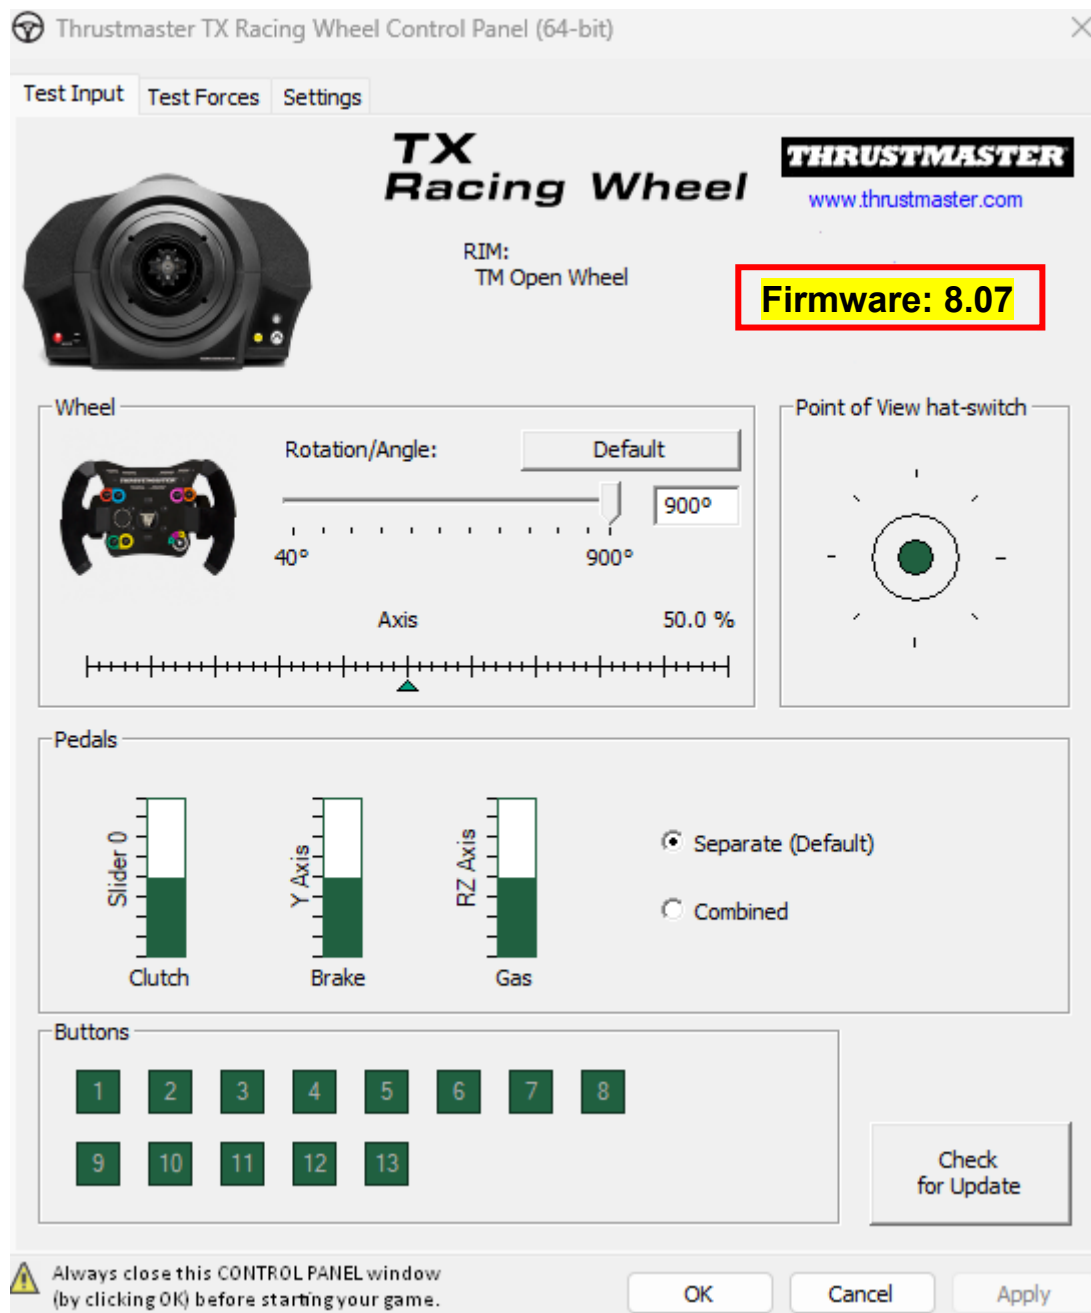 Thrustmaster TX Racing Wheel Control Panel (64-bit)
Test Input Test Forces Settings
TX
Racing Wheel
THRUSTMASTER
www.thrustmaster.com
RIM:
TM Open Wheel
Firmware: 8.07
Wheel
Rotation/Angle:
Default
900°
40°
900°
Axis
50.0 %
Point of View hat-switch
Pedals
Slider 0
Y Axis
RZ Axis
Clutch
Brake
Gas
Separate (Default)
Combined
Buttons
1 2 3 4 5 6 7 8
9 10 11 12 13
Check
for Update
Always close this CONTROL PANEL window
(by clicking OK) before starting your game.
OK Cancel Apply